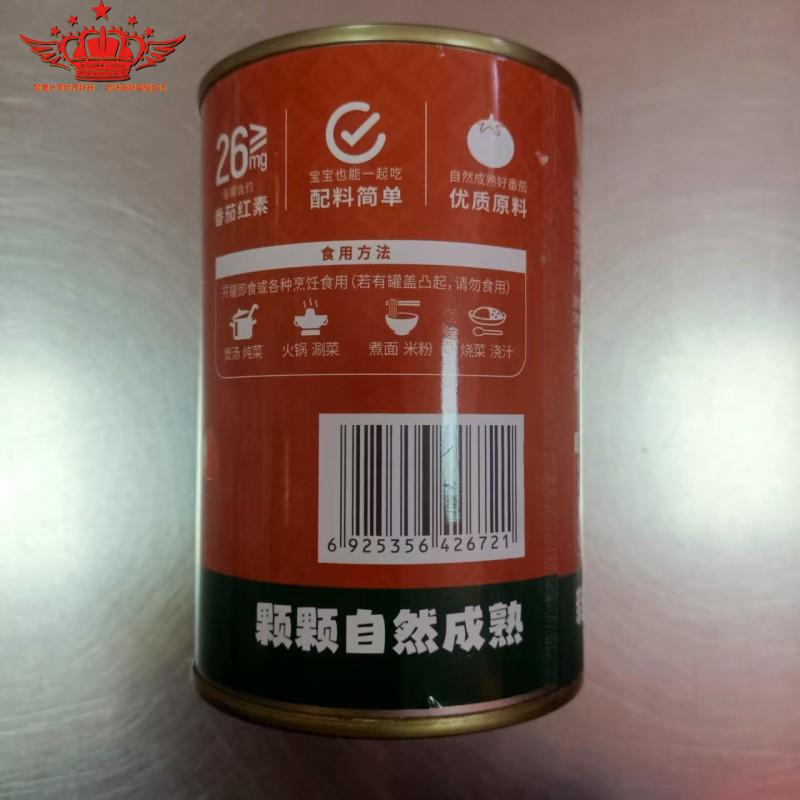 26mg
≥
每罐含约
番茄红素
宝宝也能一起吃
配料简单
自然成熟好番茄
优质原料
食用方法
开罐即食或各种烹饪食用(若有罐盖凸起,请勿食用)
煲汤 炖菜
火锅 涮菜
煮面 米粉
烧菜 浇汁
6 925356 426721
颗颗自然成熟